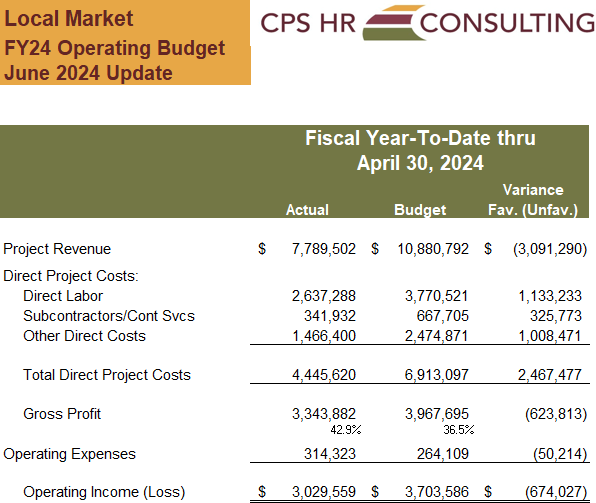 Local Market
FY24 Operating Budget
June 2024 Update
CPS HR CONSULTING
Fiscal Year-To-Date thru
April 30, 2024
Variance
Actual Budget Fav. (Unfav.)
Project Revenue $ 7,789,502 $ 10,880,792 $ (3,091,290)
Direct Project Costs:
Direct Labor 2,637,288 3,770,521 1,133,233
Subcontractors/Cont Svcs 341,932 667,705 325,773
Other Direct Costs 1,466,400 2,474,871 1,008,471
Total Direct Project Costs 4,445,620 6,913,097 2,467,477
Gross Profit 3,343,882 3,967,695 (623,813)
42.9% 36.5%
Operating Expenses 314,323 264,109 (50,214)
Operating Income (Loss) $ 3,029,559 $ 3,703,586 $ (674,027)